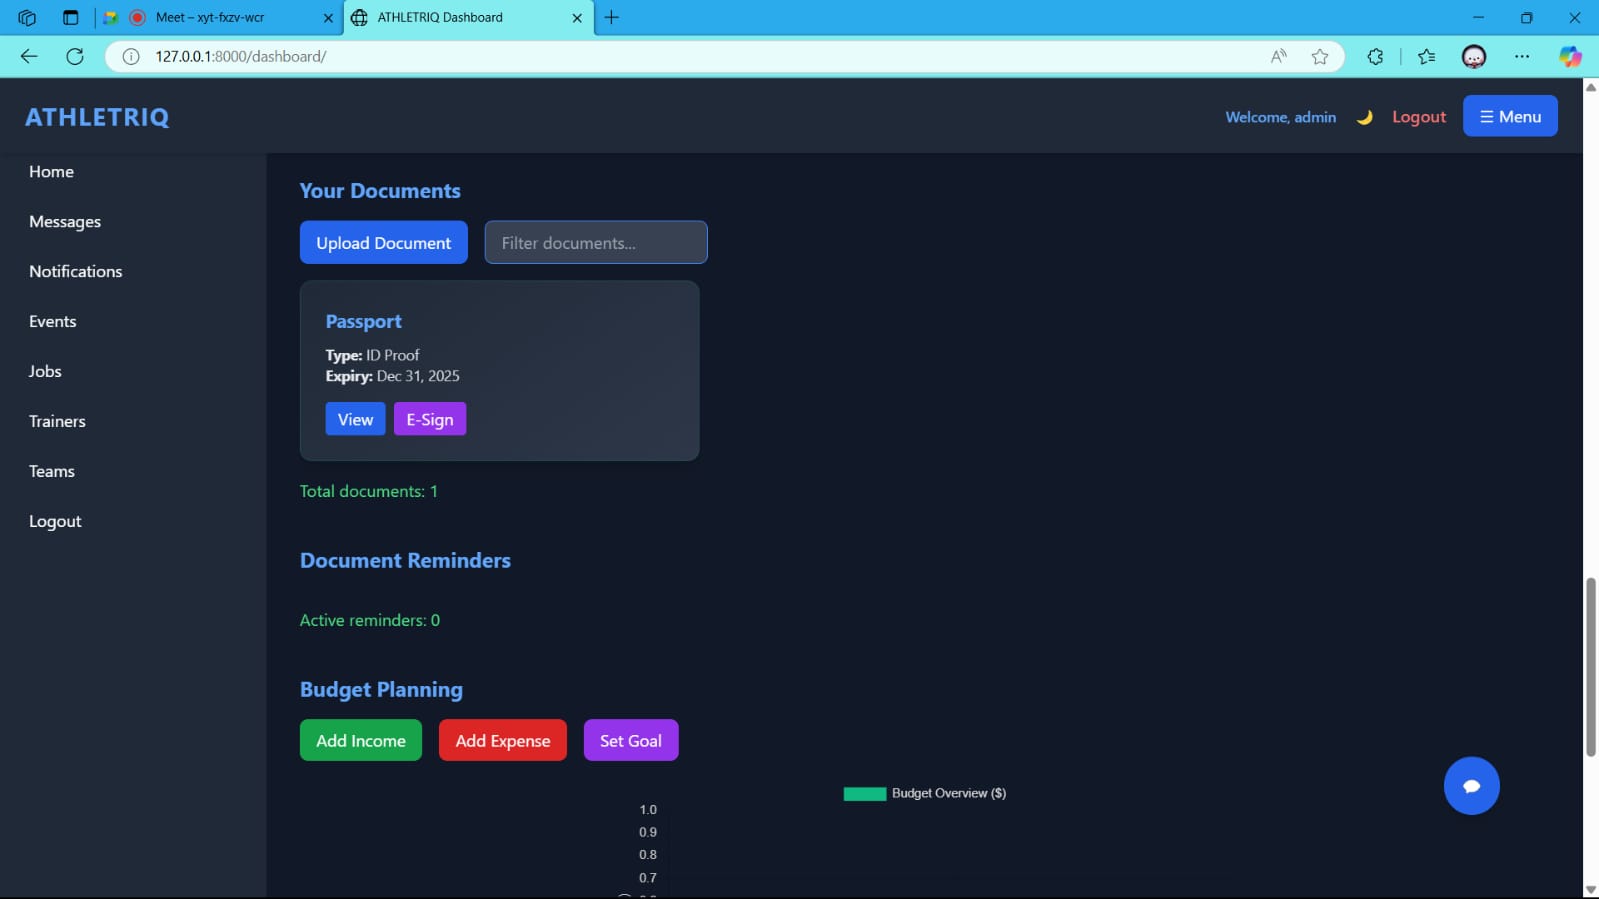 Meet – xyt-fxzv-wcr
ATHLETRIQ Dashboard
127.0.0.1:8000/dashboard/
ATHLETRIQ
Welcome, admin
Logout
☰ Menu
Home
Messages
Notifications
Events
Jobs
Trainers
Teams
Logout
Your Documents
Upload Document
Filter documents...
Passport
Type: ID Proof
Expiry: Dec 31, 2025
View
E-Sign
Total documents: 1
Document Reminders
Active reminders: 0
Budget Planning
Add Income
Add Expense
Set Goal
Budget Overview ($)
1.0
0.9
0.8
0.7